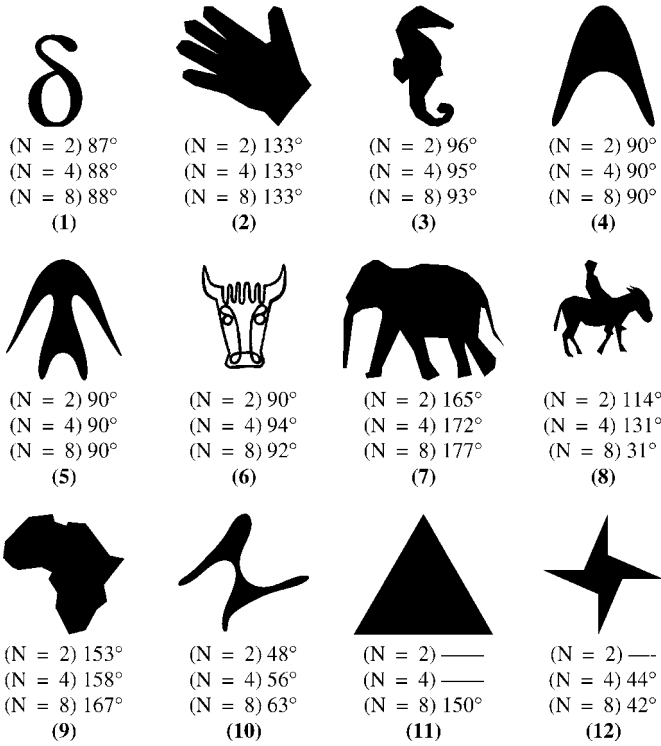 (N = 2) 87° (N = 2) 133° (N = 2) 96° (N = 2) 90°
(N = 4) 88° (N = 4) 133° (N = 4) 95° (N = 4) 90°
(N = 8) 88° (N = 8) 133° (N = 8) 93° (N = 8) 90°
(1) (2) (3) (4)
(N = 2) 90° (N = 2) 90° (N = 2) 165° (N = 2) 114°
(N = 4) 90° (N = 4) 94° (N = 4) 172° (N = 4) 131°
(N = 8) 90° (N = 8) 92° (N = 8) 177° (N = 8) 31°
(5) (6) (7) (8)
(N = 2) 153° (N = 2) 48° (N = 2) —— (N = 2) —-
(N = 4) 158° (N = 4) 56° (N = 4) —— (N = 4) 44°
(N = 8) 167° (N = 8) 63° (N = 8) 150° (N = 8) 42°
(9) (10) (11) (12)